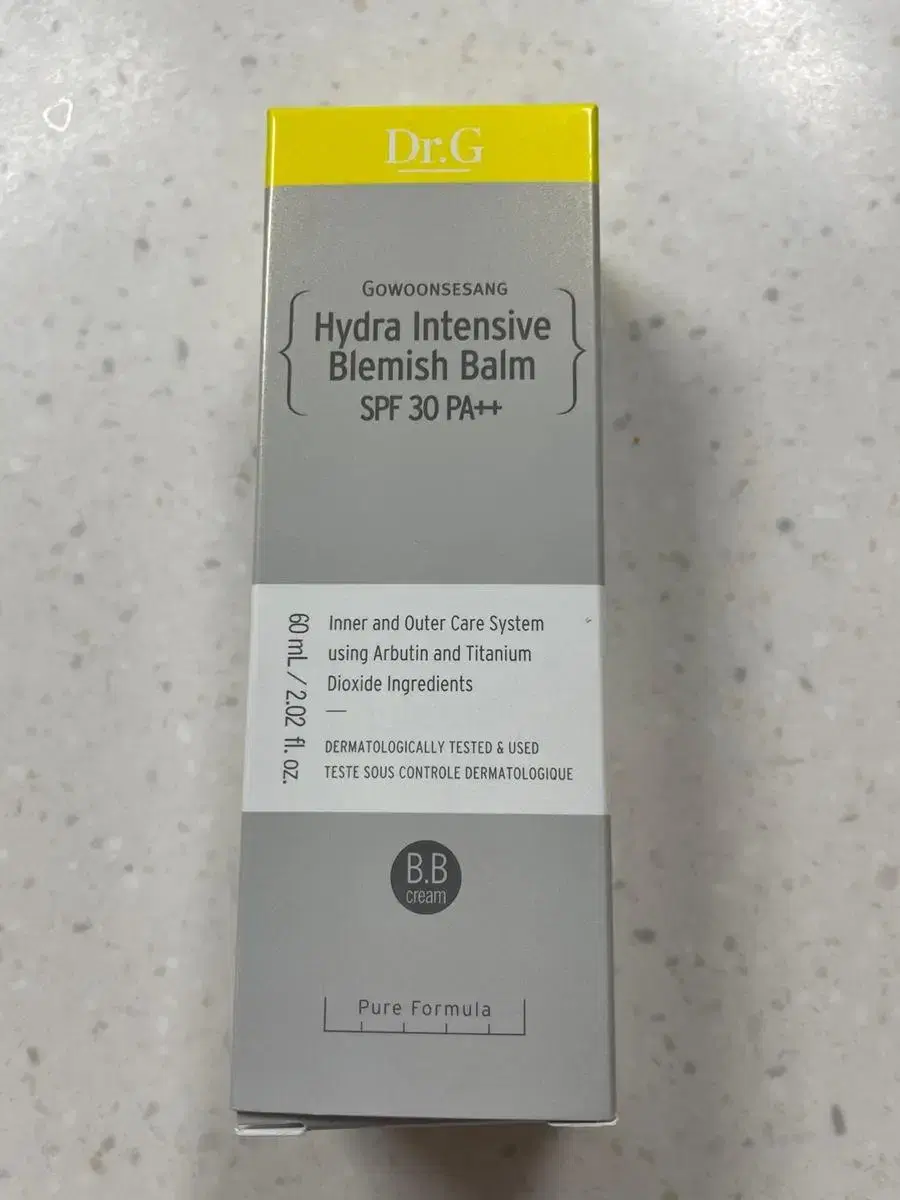 Dr.G
GOWOONSESANG
Hydra Intensive
Blemish Balm
SPF 30 PA++
60 mL / 2.02 fl. oz.
Inner and Outer Care System
using Arbutin and Titanium
Dioxide Ingredients
DERMATOLOGICALLY TESTED & USED
TESTE SOUS CONTROLE DERMATOLOGIQUE
B.B
cream
Pure Formula